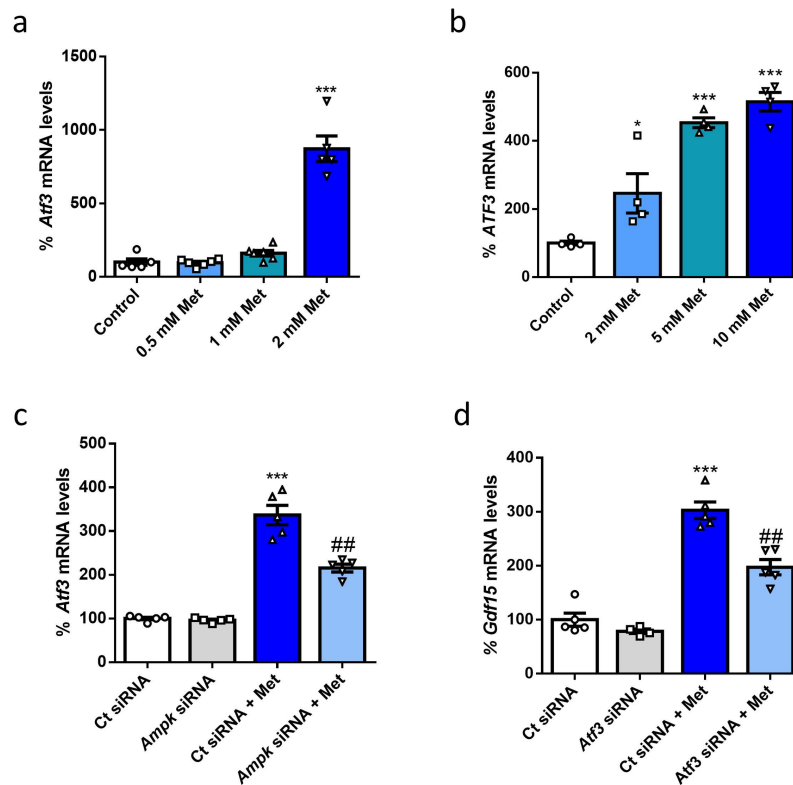 a
% Atf3 mRNA levels
1500
1000
500
0
***
Control
0.5 mM Met
1 mM Met
2 mM Met
b
% ATF3 mRNA levels
600
400
200
0
*
***
***
Control
2 mM Met
5 mM Met
10 mM Met
c
% Atf3 mRNA levels
500
400
300
200
100
0
***
##
Ct siRNA
Ampk siRNA
Ct siRNA + Met
Ampk siRNA + Met
d
% Gdf15 mRNA levels
400
300
200
100
0
***
##
Ct siRNA
Atf3 siRNA
Ct siRNA + Met
Atf3 siRNA + Met